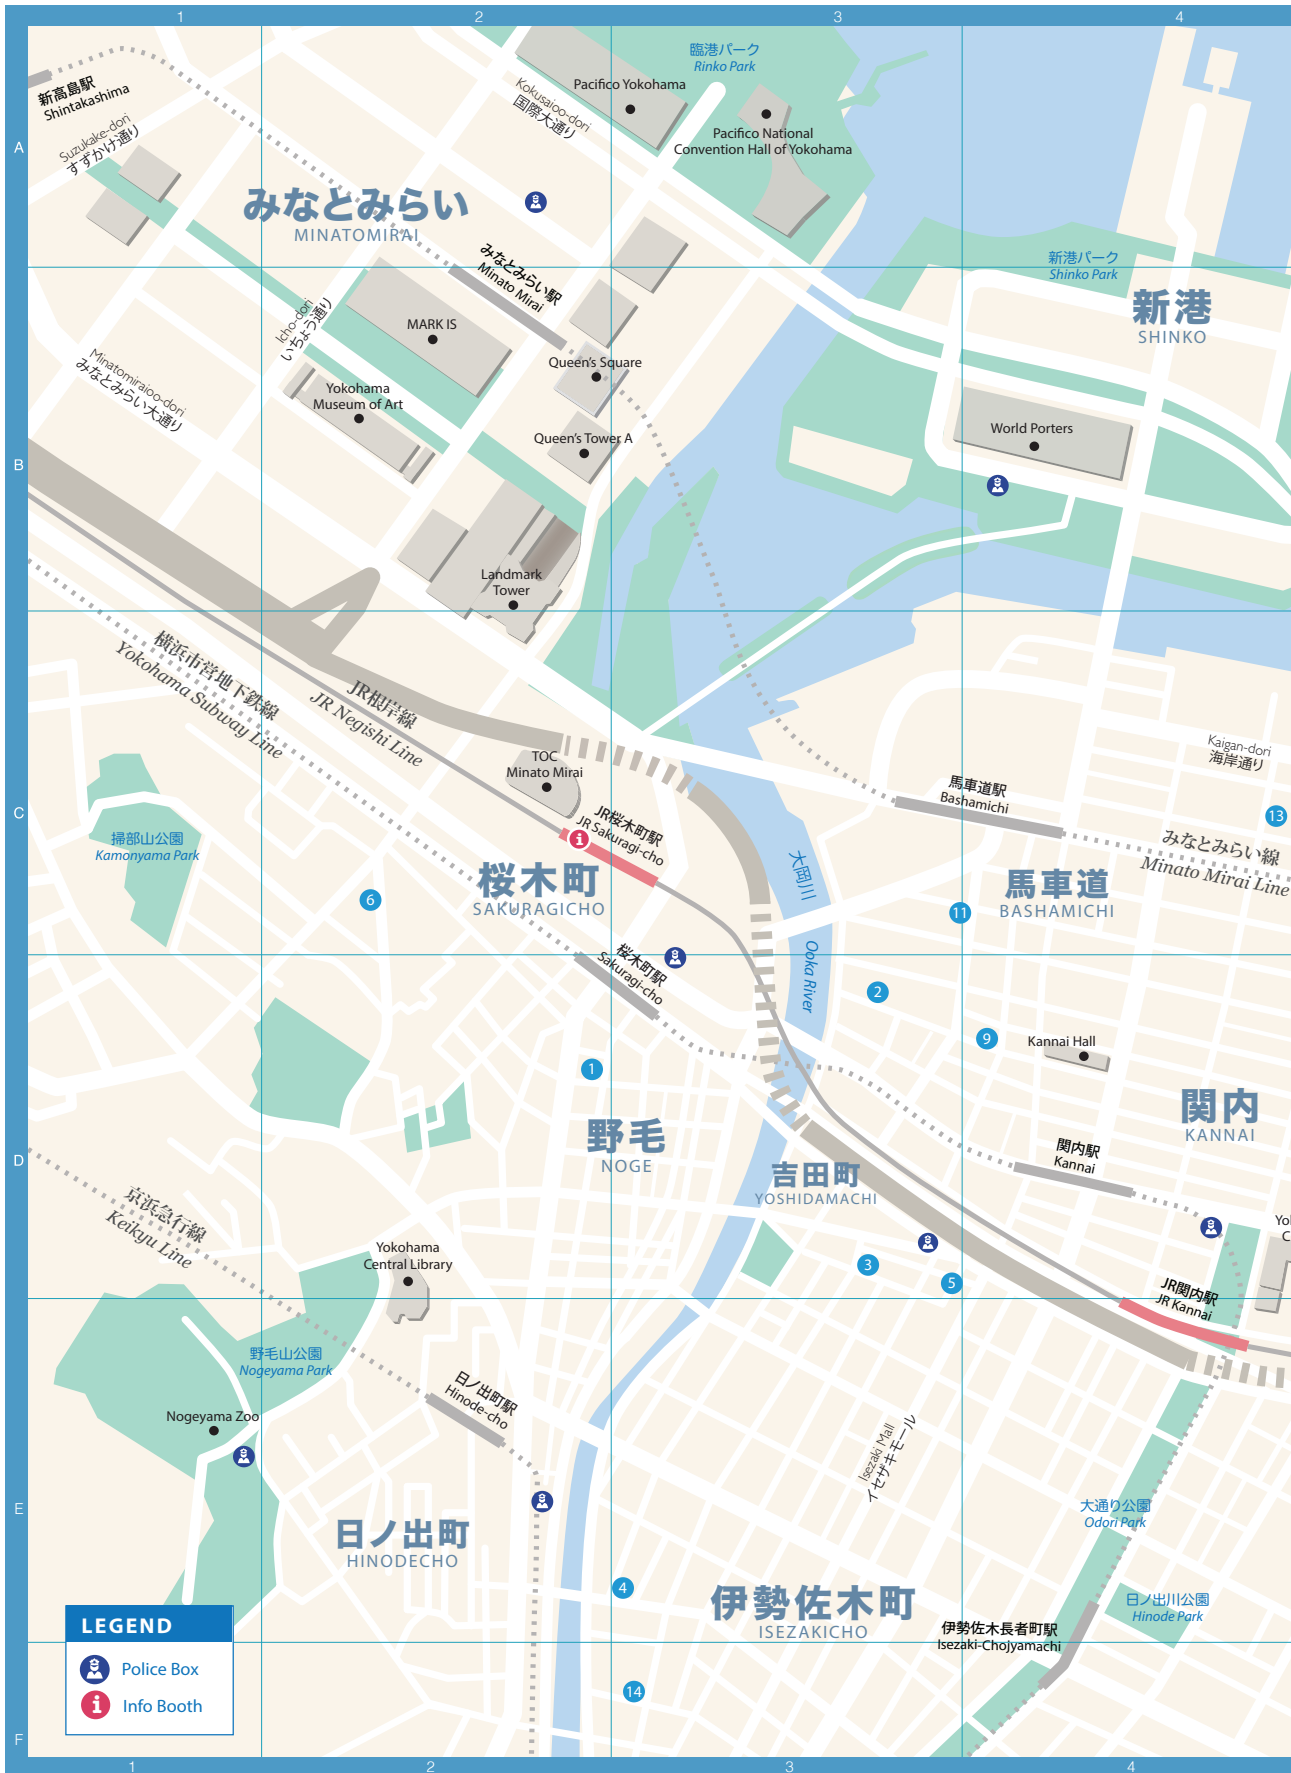 1
2
3
4
A
B
C
D
E
F
新高島駅
Shintakashima
Suzukake-dori
すずかけ通り
みなとみらい
MINATOMIRAI
Kokusaioo-dori
国際大通り
Pacifico Yokohama
臨港パーク
Rinko Park
Pacifico National
Convention Hall of Yokohama
新港パーク
Shinko Park
新港
SHINKO
みなとみらい駅
Minato Mirai
Icho-dori
いちょう通り
MARK IS
Queen's Square
Minatomiraioo-dori
みなとみらい大通り
Yokohama
Museum of Art
Queen's Tower A
World Porters
Landmark
Tower
横浜市営地下鉄線
Yokohama Subway Line
JR根岸線
JR Negishi Line
TOC
Minato Mirai
JR桜木町駅
JR Sakuragi-cho
Kaigan-dori
海岸通り
馬車道駅
Bashamichi
13
みなとみらい線
Minato Mirai Line
掃部山公園
Kamonyama Park
桜木町
SAKURAGICHO
6
大岡川
Ooka River
馬車道
BASHAMICHI
11
桜木町駅
Sakuragi-cho
2
9
Kannai Hall
1
関内
KANNAI
野毛
NOGE
吉田町
YOSHIDAMACHI
関内駅
Kannai
京浜急行線
Keikyu Line
Yokohama
Central Library
3
5
Yo
C
JR関内駅
JR Kannai
野毛山公園
Nogeyama Park
日ノ出町駅
Hinode-cho
Nogeyama Zoo
Isezaki Mall
イセザキモール
大通り公園
Odori Park
日ノ出町
HINODECHO
4
伊勢佐木町
ISEZAKICHO
日ノ出川公園
Hinode Park
伊勢佐木長者町駅
Isezaki-Chojyamachi
14
LEGEND
Police Box
Info Booth
1
2
3
4